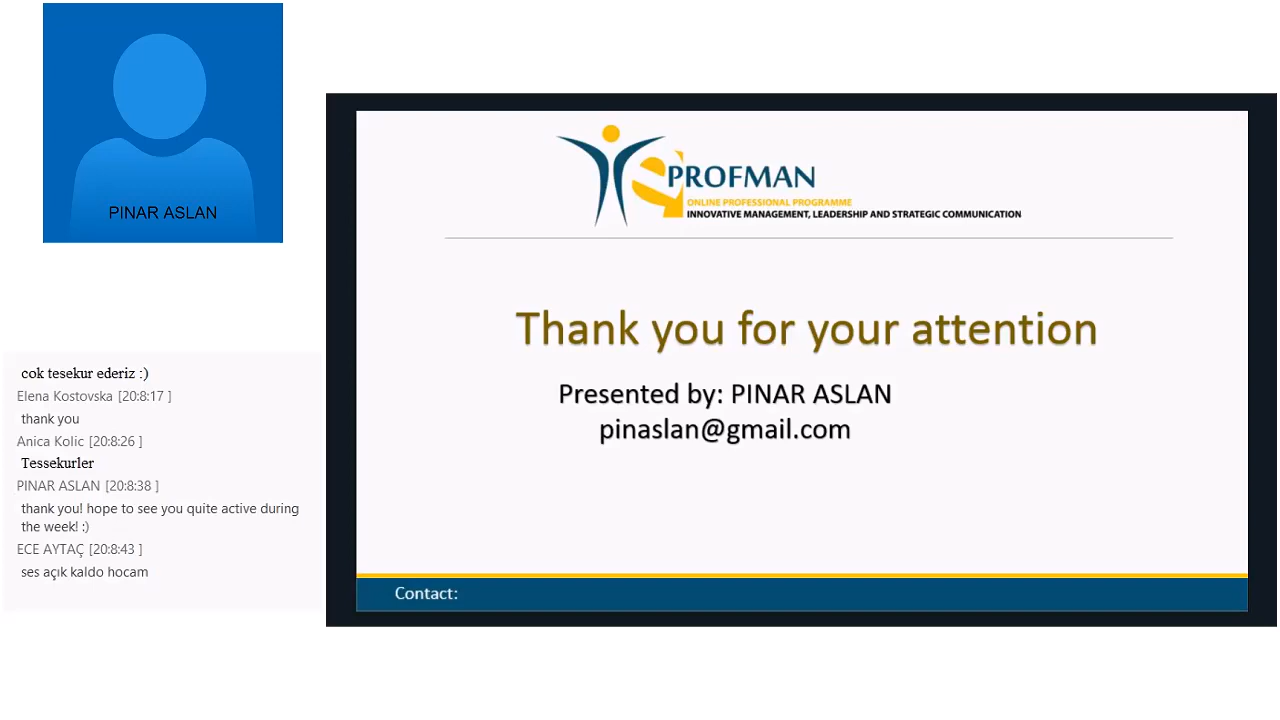 PINAR ASLAN
cok tesekur ederiz :)
Elena Kostovska [20:8:17 ]
thank you
Anica Kolic [20:8:26 ]
Tessekurler
PINAR ASLAN [20:8:38 ]
thank you! hope to see you quite active during
the week! :)
ECE AYTAÇ [20:8:43 ]
ses açık kaldo hocam
ePROFMAN
ONLINE PROFESSIONAL PROGRAMME
INNOVATIVE MANAGEMENT, LEADERSHIP AND STRATEGIC COMMUNICATION
Thank you for your attention
Presented by: PINAR ASLAN
pinaslan@gmail.com
Contact: